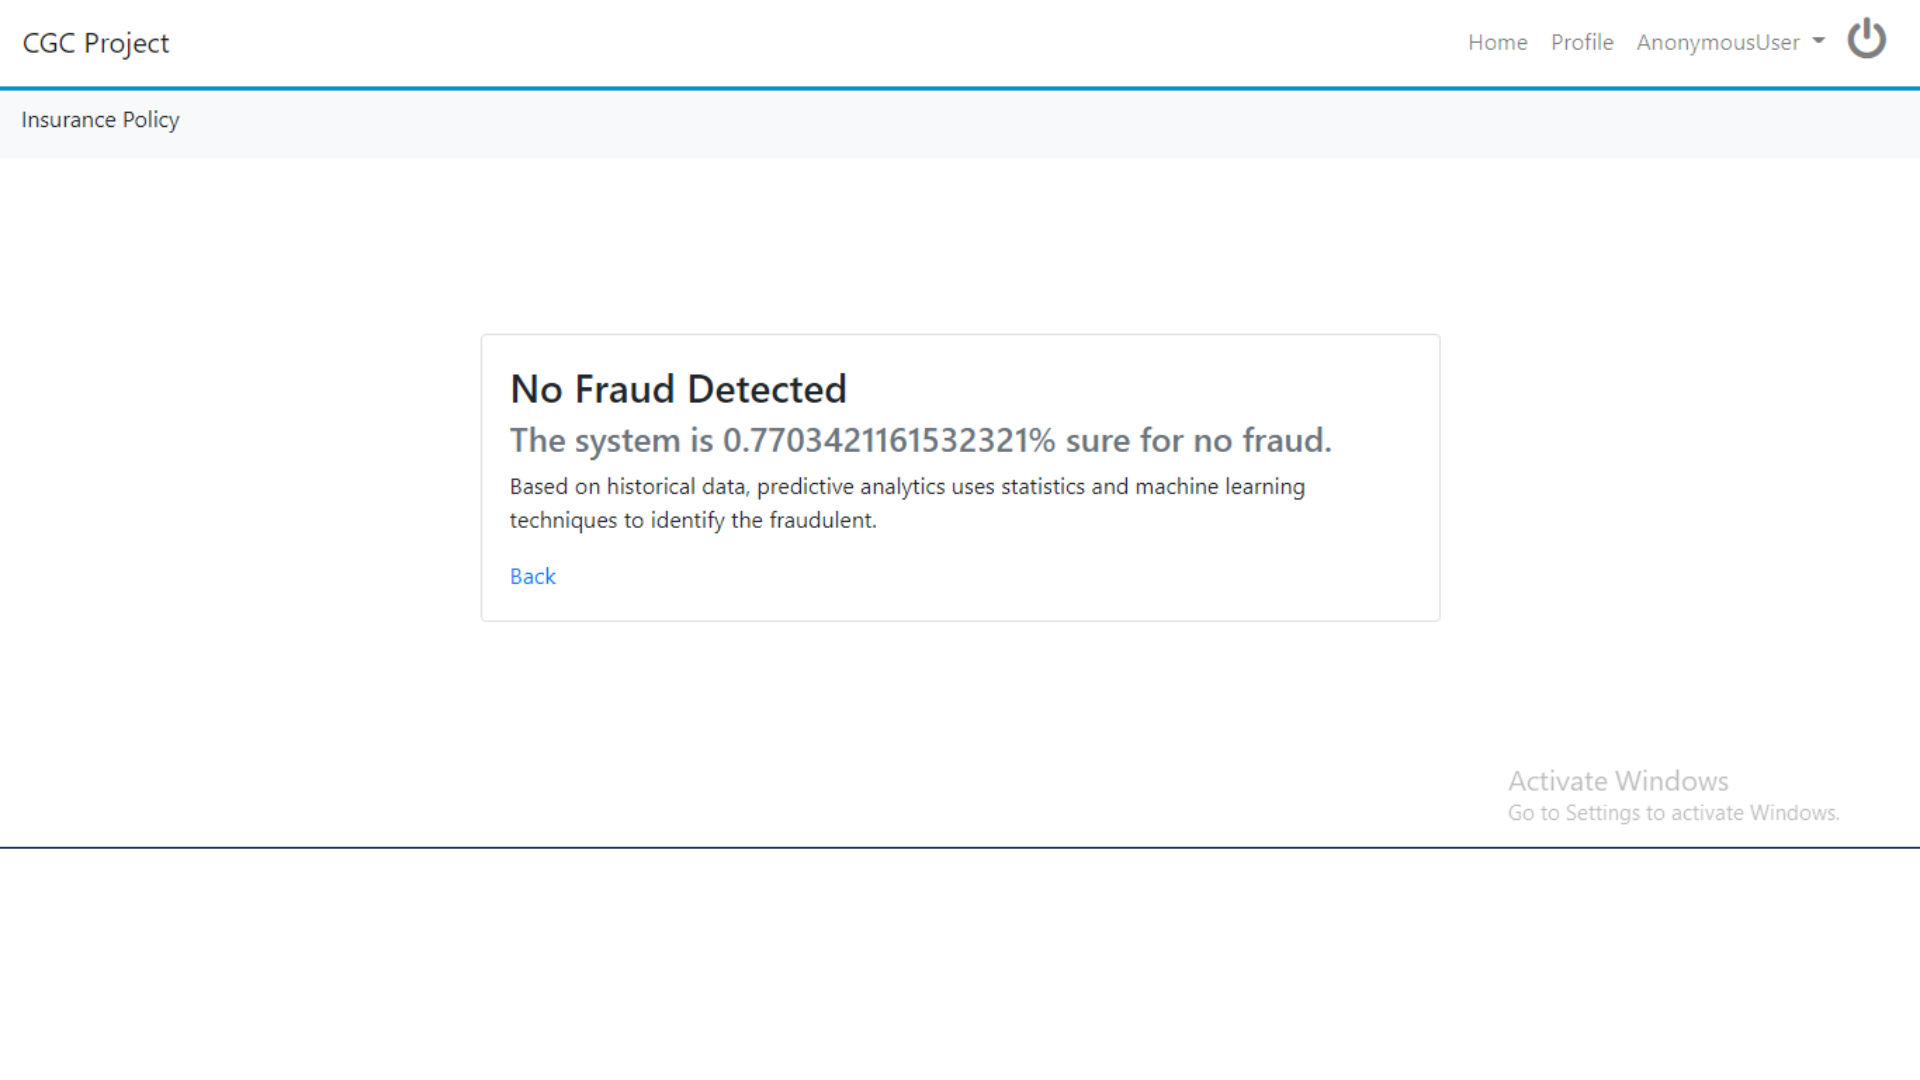 CGC Project
Home Profile AnonymousUser
Insurance Policy
No Fraud Detected
The system is 0.7703421161532321% sure for no fraud.
Based on historical data, predictive analytics uses statistics and machine learning
techniques to identify the fraudulent.
Back
Activate Windows
Go to Settings to activate Windows.